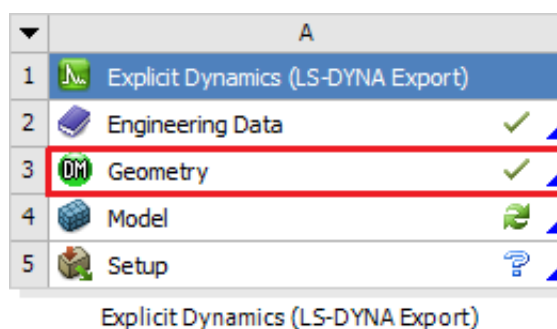 A
1 Explicit Dynamics (LS-DYNA Export)
2 Engineering Data
3 DM Geometry
4 Model
5 Setup ?
Explicit Dynamics (LS-DYNA Export)